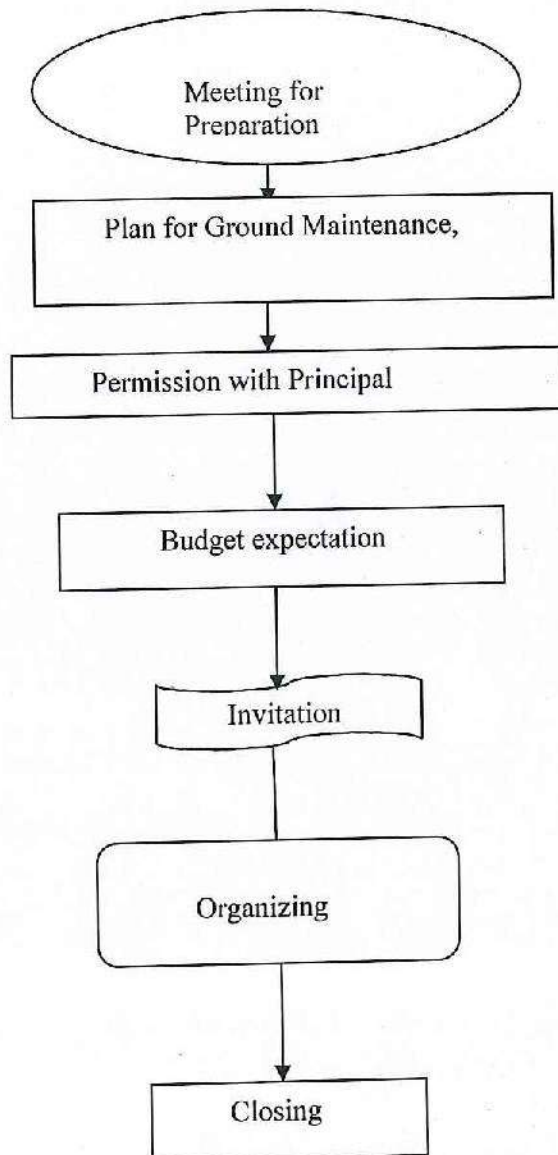 Meeting for
Preparation
Plan for Ground Maintenance,
Permission with Principal
Budget expectation
Invitation
Organizing
Closing